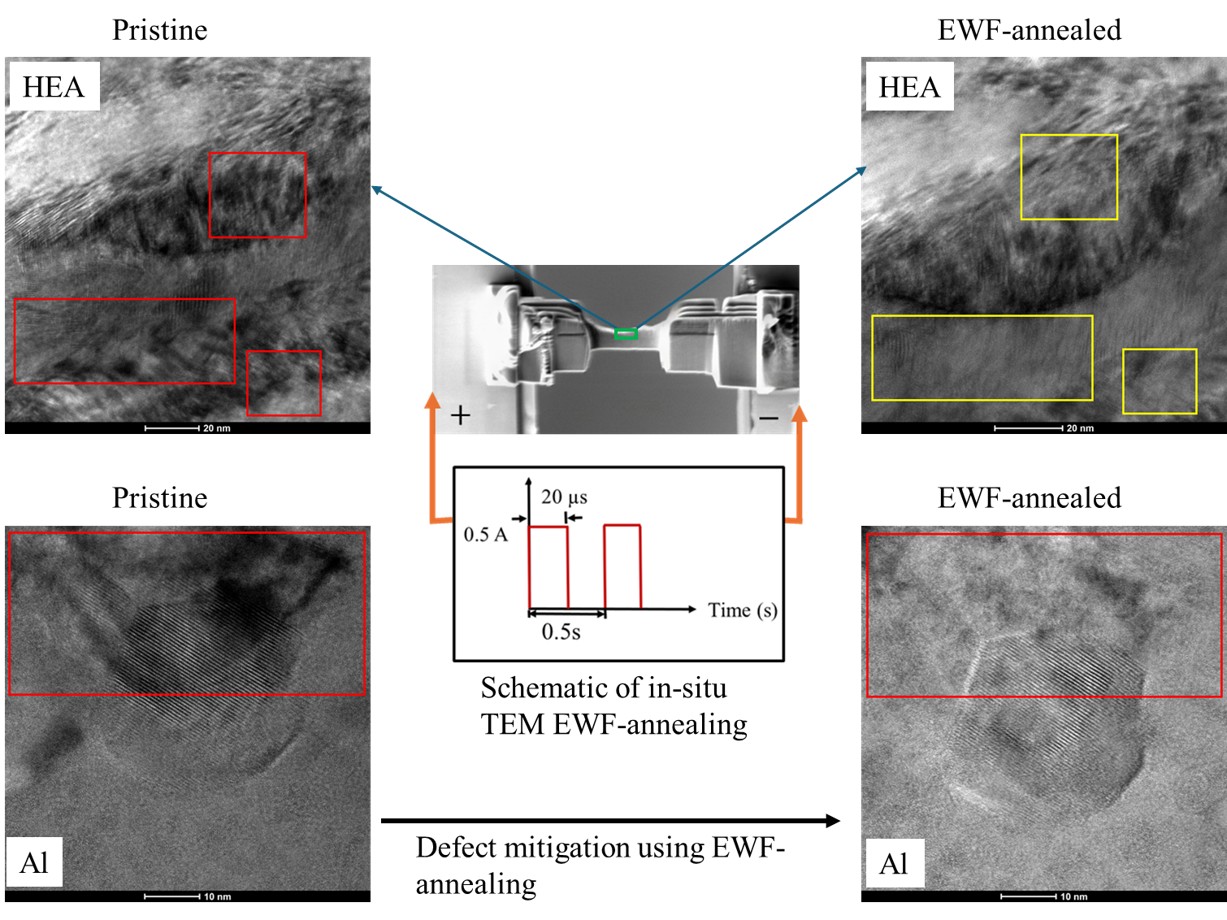 Pristine
EWF-annealed
HEA
HEA
+
−
20 nm
20 nm
Pristine
EWF-annealed
20 µs
0.5 A
Time (s)
0.5s
Schematic of in-situ
TEM EWF-annealing
Defect mitigation using EWF-
annealing
Al
Al
10 nm
10 nm